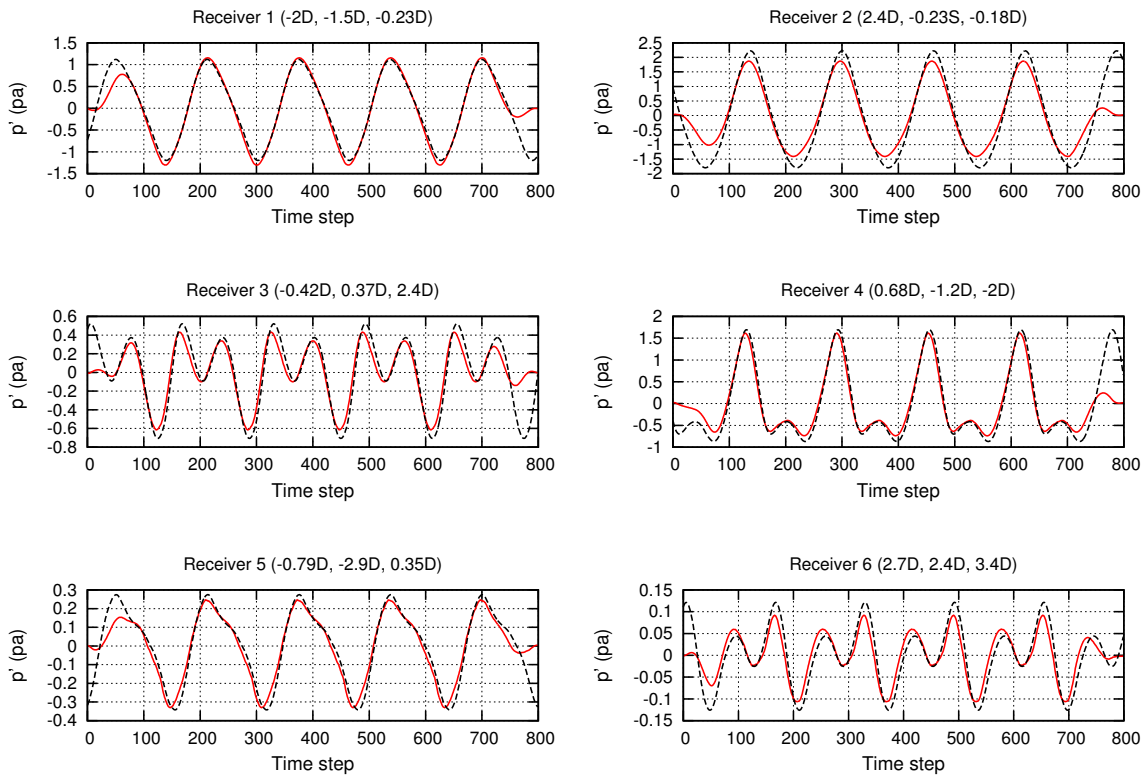 Receiver 1 (-2D, -1.5D, -0.23D)
1.5
1
0.5
0
-0.5
-1
-1.5
p' (pa)
0 100 200 300 400 500 600 700 800
Time step
Receiver 2 (2.4D, -0.23S, -0.18D)
2.5
2
1.5
1
0.5
0
-0.5
-1
-1.5
-2
p' (pa)
0 100 200 300 400 500 600 700 800
Time step
Receiver 3 (-0.42D, 0.37D, 2.4D)
0.6
0.4
0.2
0
-0.2
-0.4
-0.6
-0.8
p' (pa)
0 100 200 300 400 500 600 700 800
Time step
Receiver 4 (0.68D, -1.2D, -2D)
2
1.5
1
0.5
0
-0.5
-1
p' (pa)
0 100 200 300 400 500 600 700 800
Time step
Receiver 5 (-0.79D, -2.9D, 0.35D)
0.3
0.2
0.1
0
-0.1
-0.2
-0.3
-0.4
p' (pa)
0 100 200 300 400 500 600 700 800
Time step
Receiver 6 (2.7D, 2.4D, 3.4D)
0.15
0.1
0.05
0
-0.05
-0.1
-0.15
p' (pa)
0 100 200 300 400 500 600 700 800
Time step